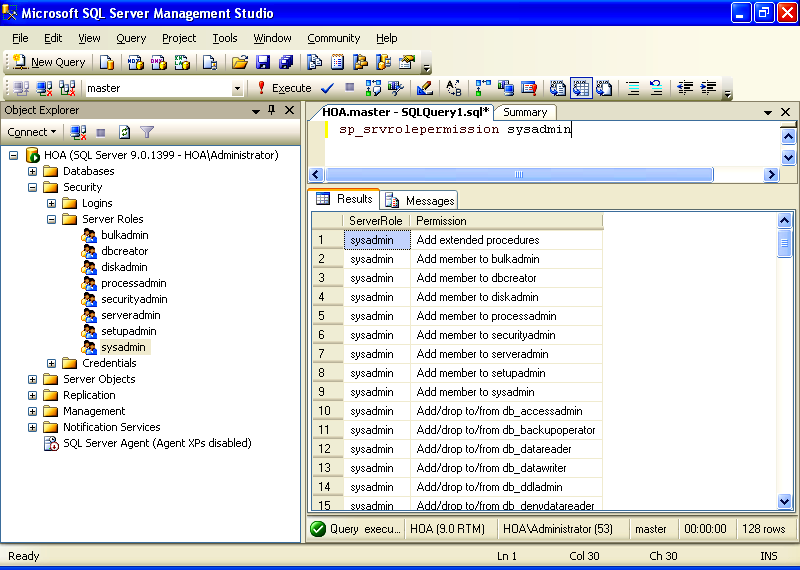 Microsoft SQL Server Management Studio
File Edit View Query Project Tools Window Community Help
New Query
master Execute
Object Explorer
Connect
HOA (SQL Server 9.0.1399 - HOA\Administrator)
Databases
Security
Logins
Server Roles
bulkadmin
dbcreator
diskadmin
processadmin
securityadmin
serveradmin
setupadmin
sysadmin
Credentials
Server Objects
Replication
Management
Notification Services
SQL Server Agent (Agent XPs disabled)
HOA.master - SQLQuery1.sql* Summary
sp_srvrolepermission sysadmin
Results Messages
ServerRole Permission
1 sysadmin Add extended procedures
2 sysadmin Add member to bulkadmin
3 sysadmin Add member to dbcreator
4 sysadmin Add member to diskadmin
5 sysadmin Add member to processadmin
6 sysadmin Add member to securityadmin
7 sysadmin Add member to serveradmin
8 sysadmin Add member to setupadmin
9 sysadmin Add member to sysadmin
10 sysadmin Add/drop to/from db_accessadmin
11 sysadmin Add/drop to/from db_backupoperator
12 sysadmin Add/drop to/from db_datareader
13 sysadmin Add/drop to/from db_datawriter
14 sysadmin Add/drop to/from db_ddladmin
15 sysadmin Add/drop to/from db_denydatareader
Query execu... HOA (9.0 RTM) HOA\Administrator (53) master 00:00:00 128 rows
Ready Ln 1 Col 30 Ch 30 INS